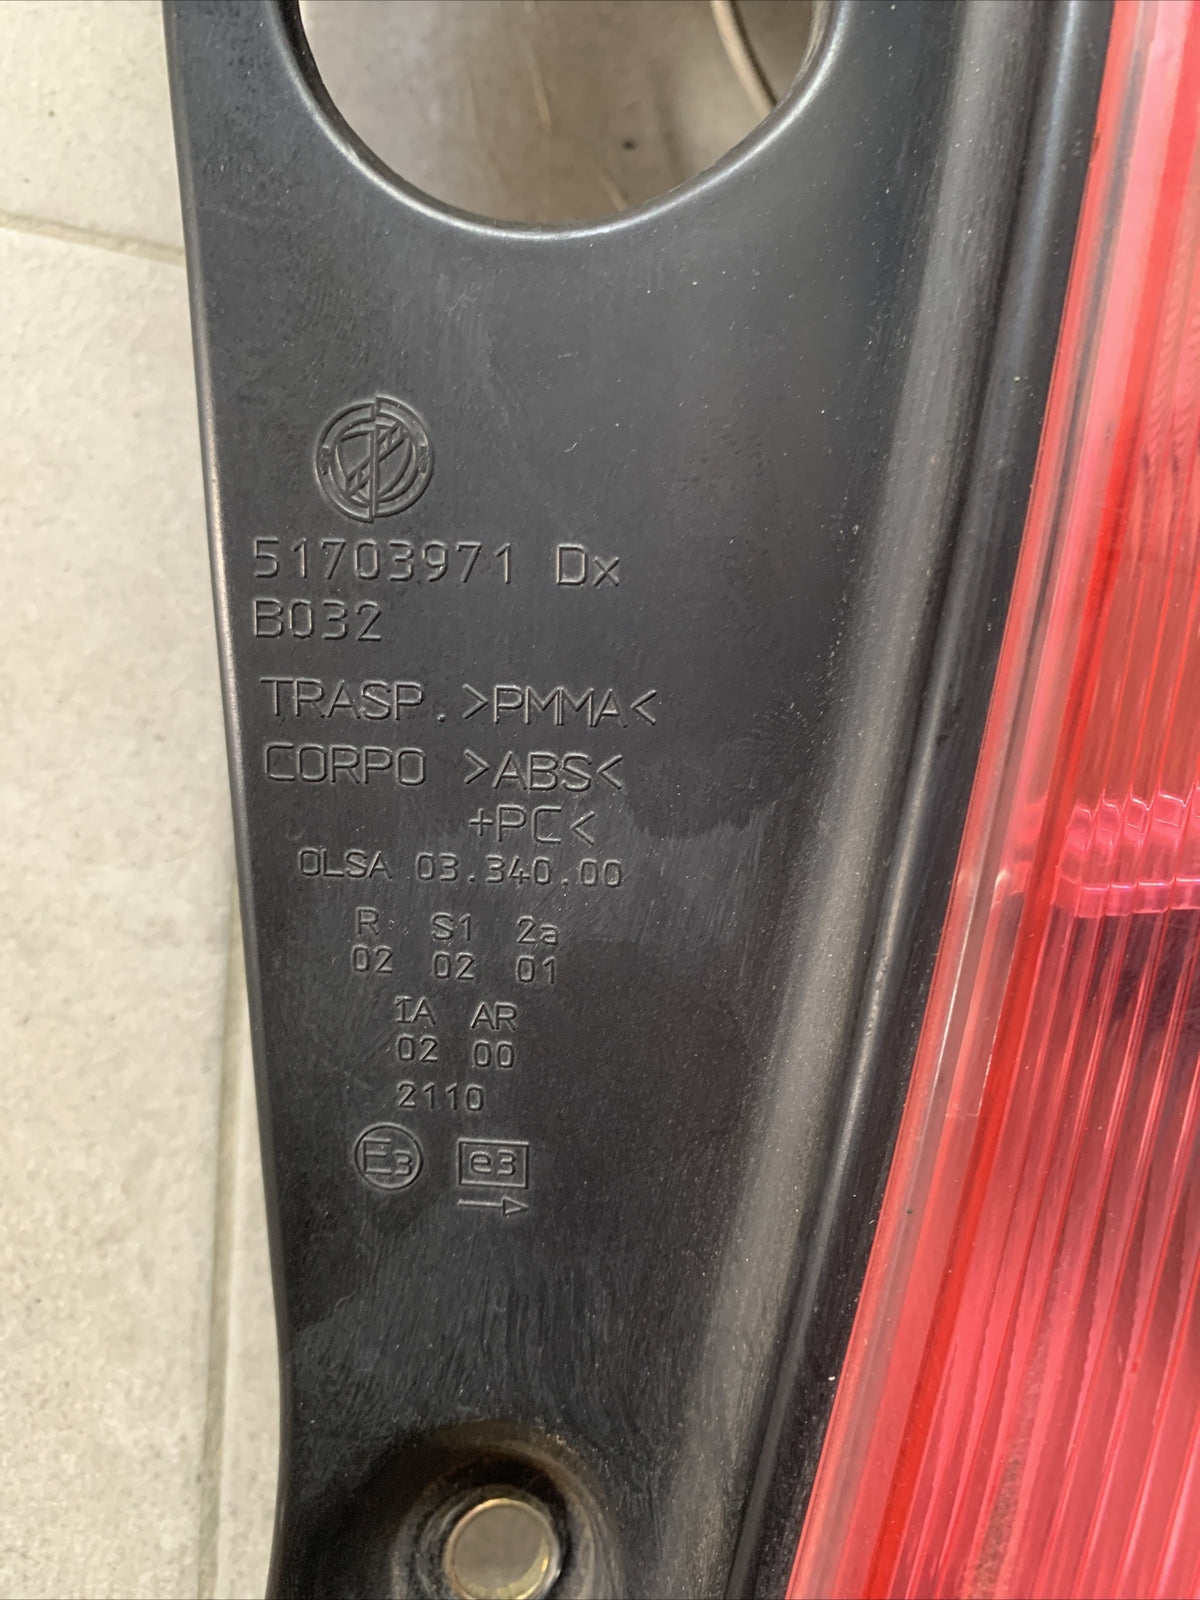 51703971 Dx
B032
TRASP. >PMMA<
CORPO >ABS<
+PC<
OLSA 03.340.00
R S1 2a
02 02 01
IA AR
02 00
2110
E3 e3